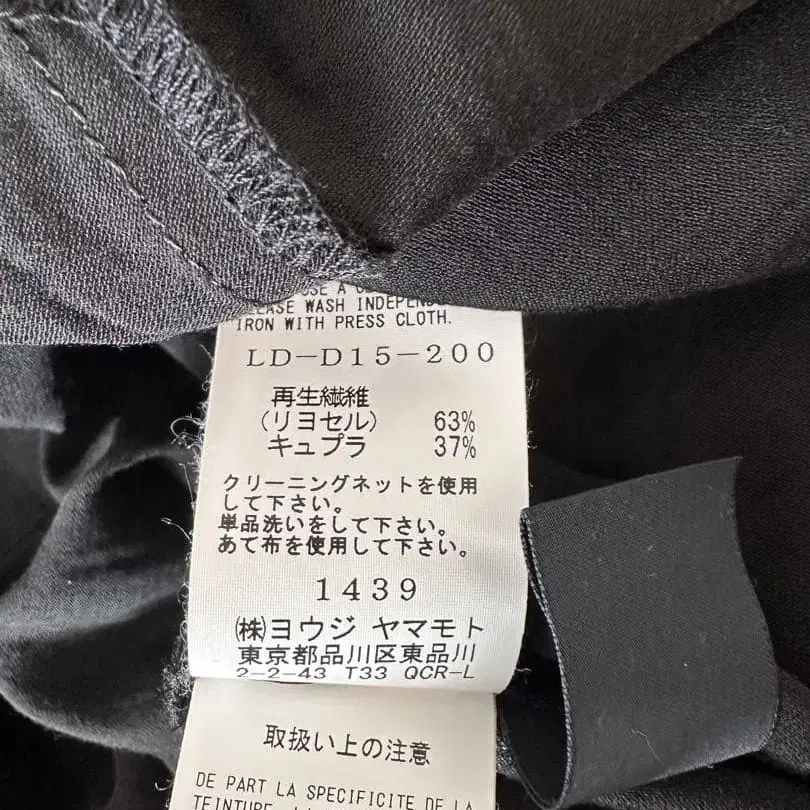 USE A
WASH INDEPEND
IRON WITH PRESS CLOTH.
LD-D15-200
再生繊維
(リヨセル) 63%
キュプラ 37%
クリーニングネットを使用
して下さい。
単品洗いをして下さい。
あて布を使用して下さい。
1439
㈱ヨウジ ヤマモト
東京都品川区東品川
2-2-43 T33 QCR-L
取扱い上の注意
DE PART LA SPECIFICITE DE LA
TEINTURE